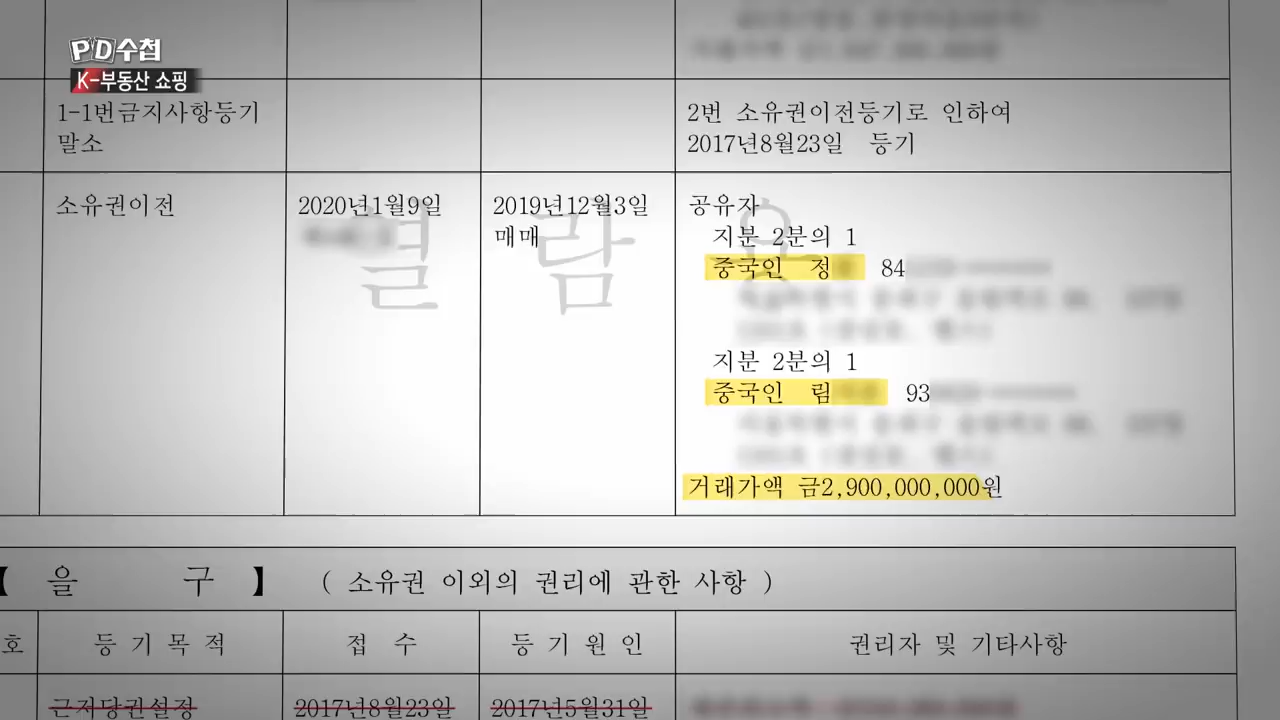 PD수첩
K-부동산 쇼핑
1-1번금지사항등기
말소
2번 소유권이전등기로 인하여
2017년8월23일 등기
소유권이전
2020년1월9일
2019년12월3일
매매
공유자
지분 2분의 1
중국인 정
84
지분 2분의 1
중국인 림
93
거래가액 금2,900,000,000원
열 람 용
【 을 구 】 ( 소유권 이외의 권리에 관한 사항 )
호 등 기 목 적 접 수 등 기 원 인 권리자 및 기타사항
근저당권설정 2017년8월23일 2017년5월31일